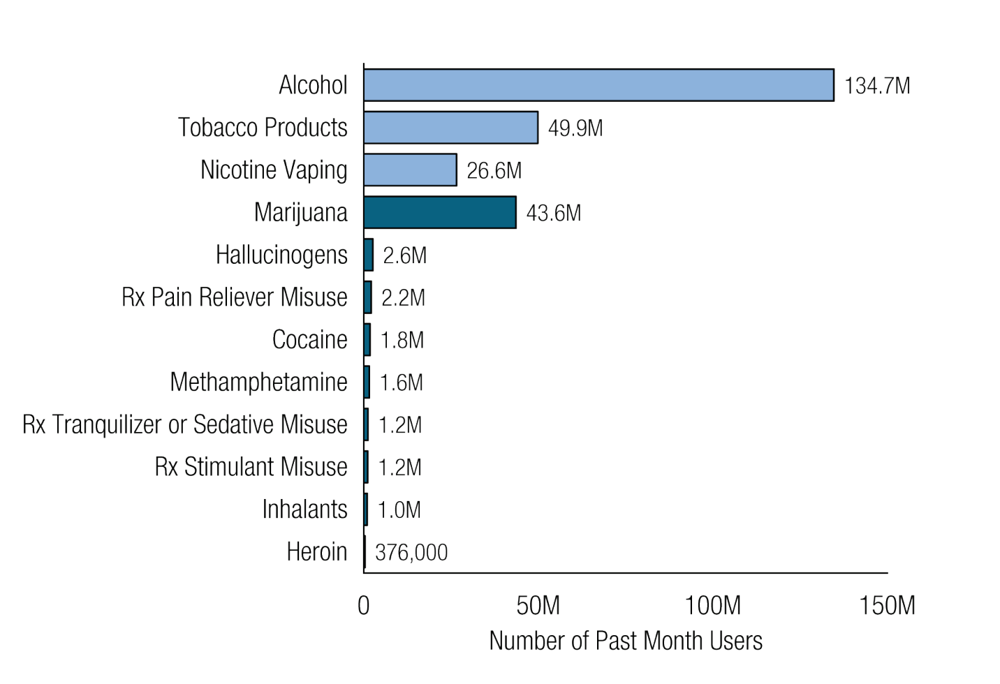 Alcohol 134.7M
Tobacco Products 49.9M
Nicotine Vaping 26.6M
Marijuana 43.6M
Hallucinogens 2.6M
Rx Pain Reliever Misuse 2.2M
Cocaine 1.8M
Methamphetamine 1.6M
Rx Tranquilizer or Sedative Misuse 1.2M
Rx Stimulant Misuse 1.2M
Inhalants 1.0M
Heroin 376,000
0 50M 100M 150M
Number of Past Month Users